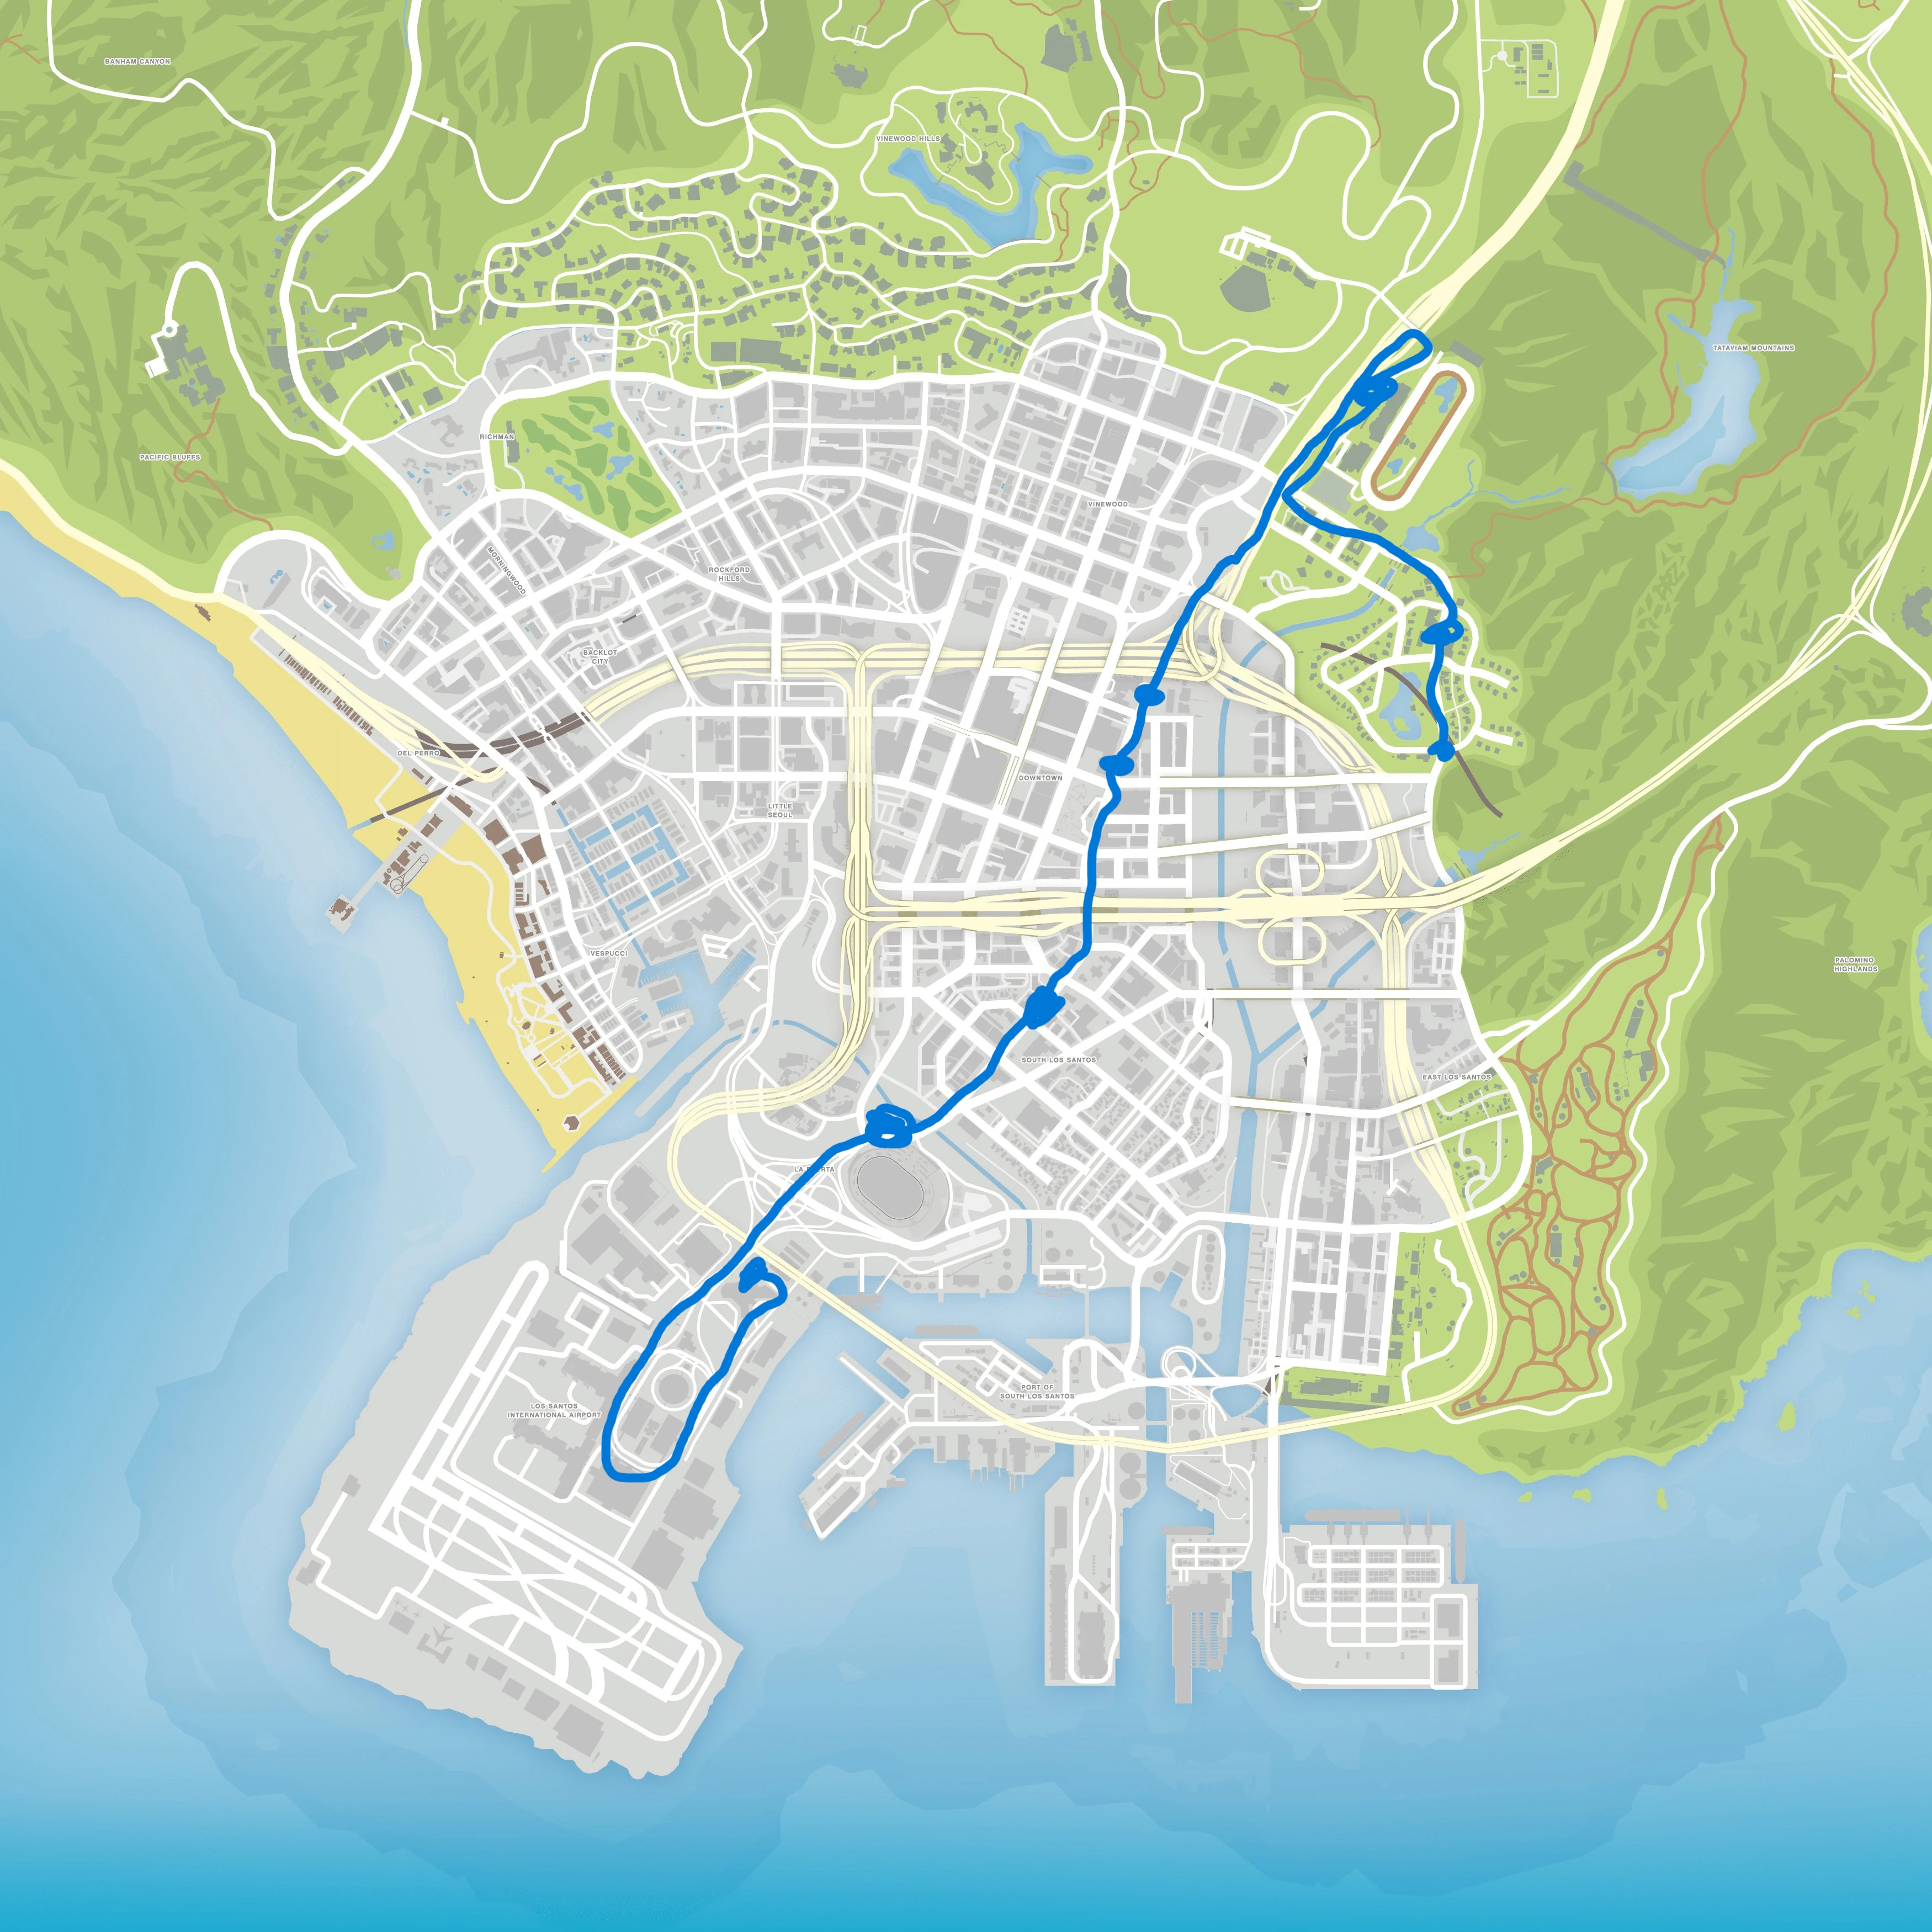 BANHAM CANYON
VINEWOOD HILLS
TATAVIAM MOUNTAINS
RICHMAN
PACIFIC BLUFFS
VINEWOOD
MORNINGWOOD
ROCKFORD
HILLS
BACKLOT
CITY
DEL PERRO
DOWNTOWN
LITTLE
SEOUL
VESPUCCI
PALOMINO
HIGHLANDS
SOUTH LOS SANTOS
EAST LOS SANTOS
PORT OF
SOUTH LOS SANTOS
LOS SANTOS
INTERNATIONAL AIRPORT